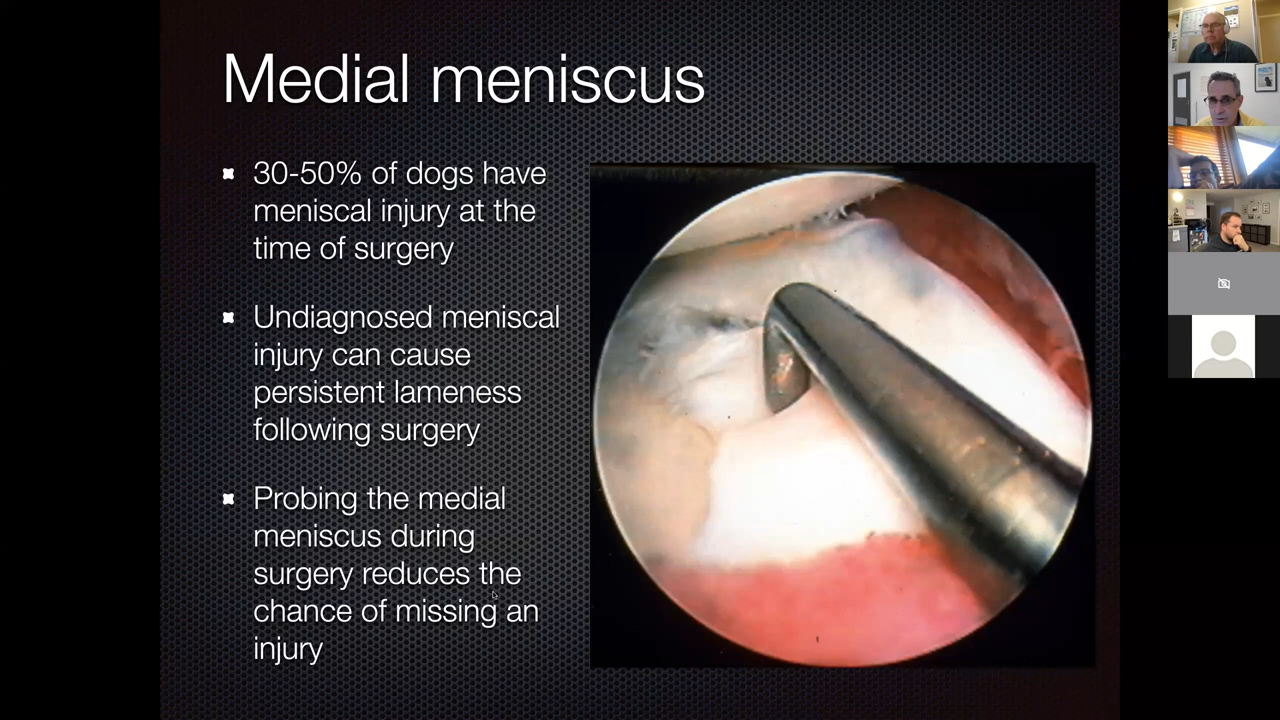 Medial meniscus
30-50% of dogs have
meniscal injury at the
time of surgery
Undiagnosed meniscal
injury can cause
persistent lameness
following surgery
Probing the medial
meniscus during
surgery reduces the
chance of missing an
injury